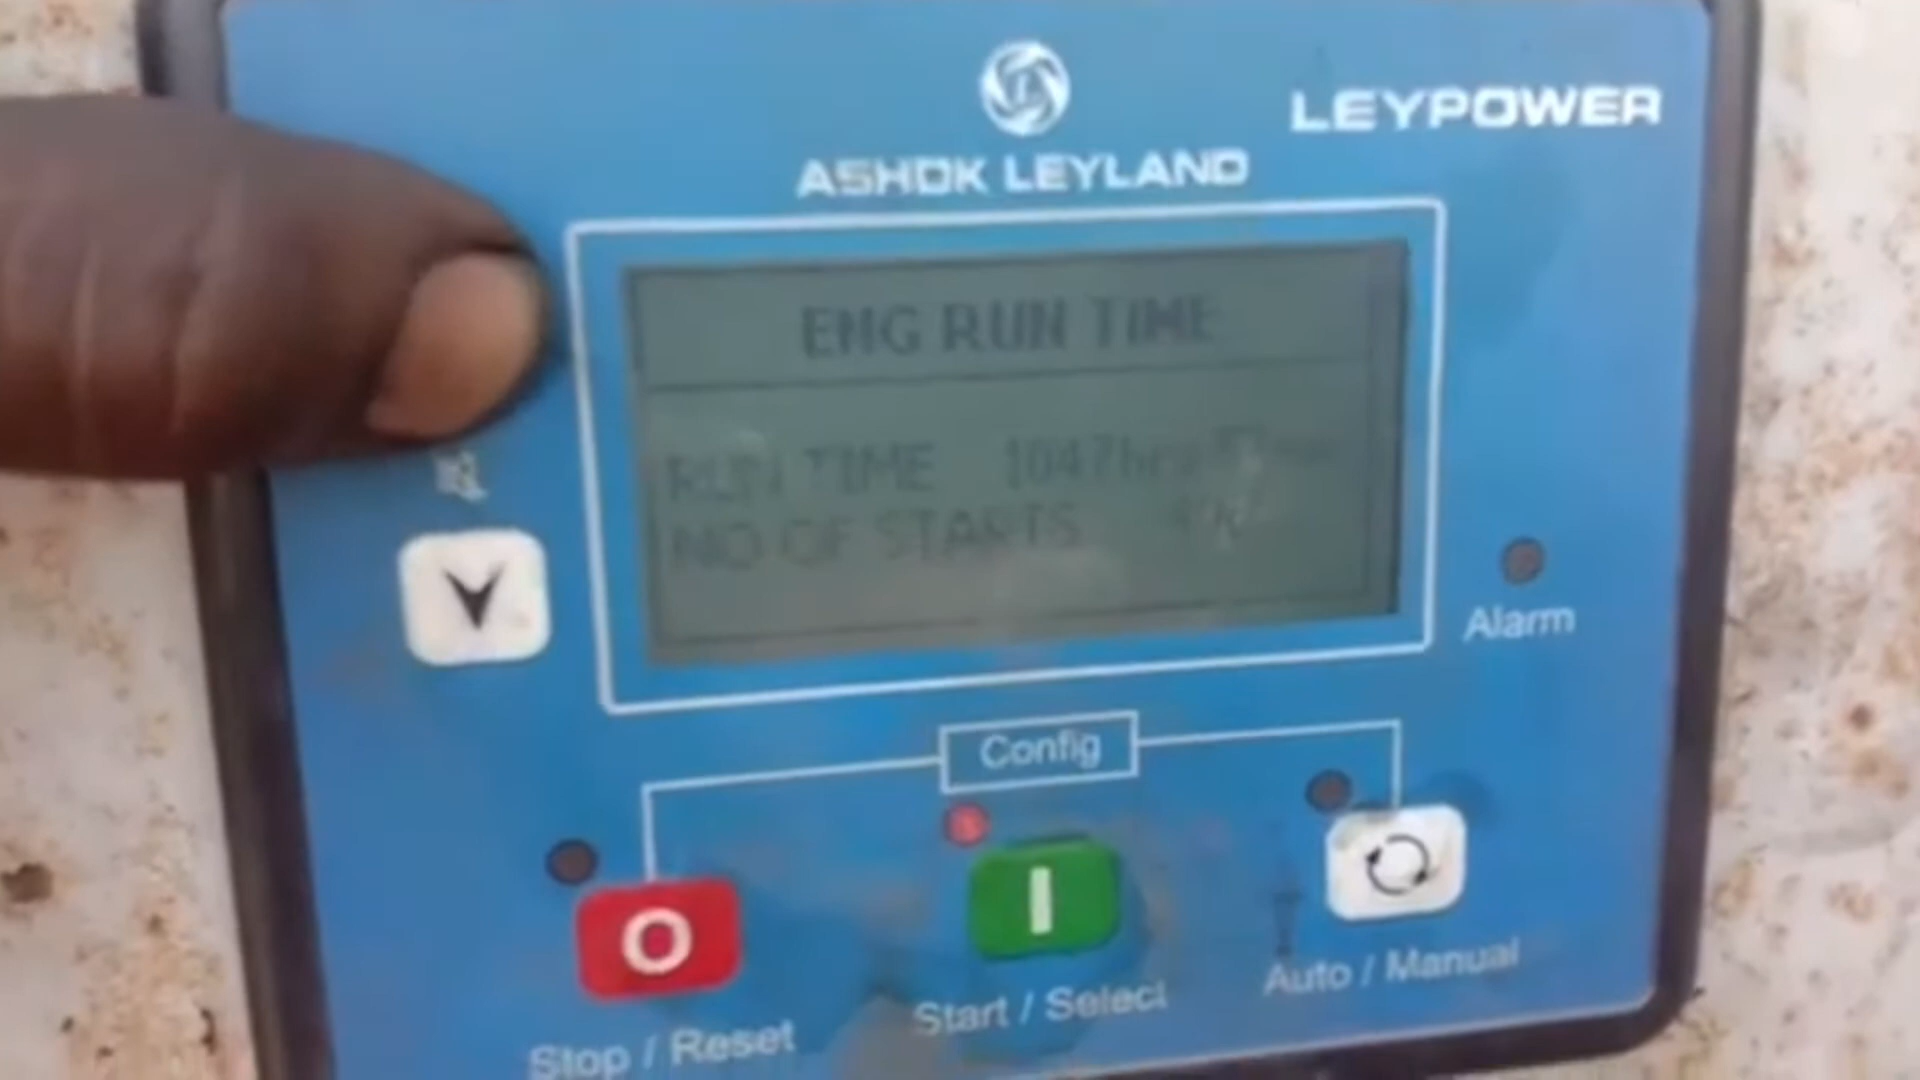 LEYPOWER
ASHOK LEYLAND
ENG RUN TIME
RUN TIME 1047hrs
NO OF STARTS
Alarm
Config
O
I
Stop / Reset
Start / Select
Auto / Manual